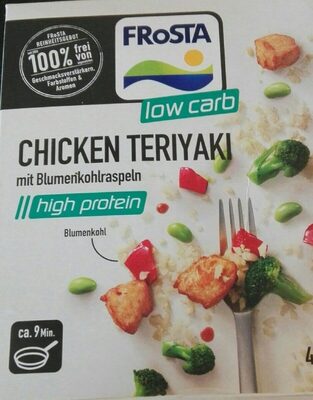 FRoSTA
REINHEITSGEBOT
100% frei von
Geschmacksverstärkern,
Farbstoffen &
Aromen
FRoSTA
low carb
CHICKEN TERIYAKI
mit Blumenkohlraspeln
high protein
Blumenkohl
ca. 9 Min.
4